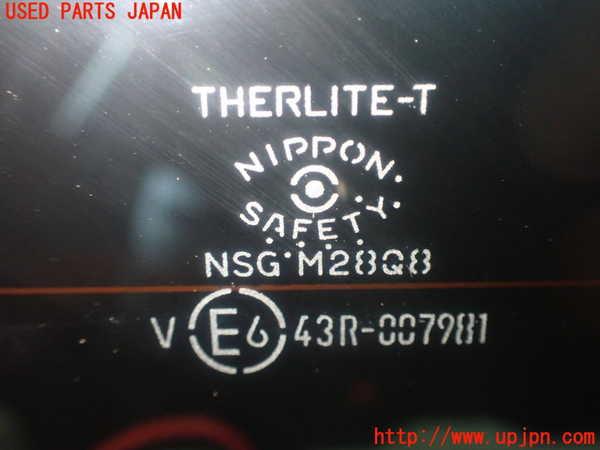 USED PARTS JAPAN
THERLITE-T
NIPPON.
SAFETY.
NSG M28Q8
V E6 43R-007981
http://www.upjpn.com/